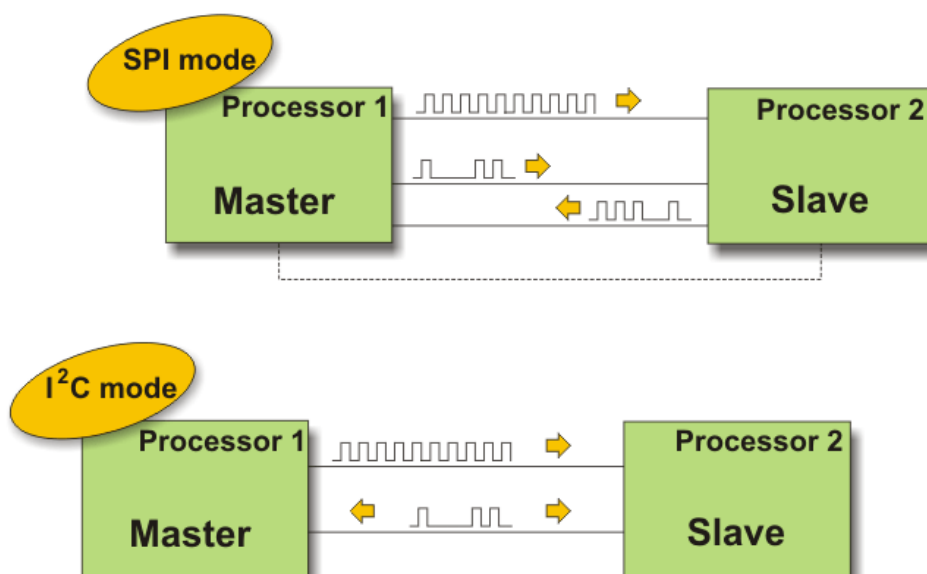 SPI mode
Processor 1
Master
Processor 2
Slave
I²C mode
Processor 1
Master
Processor 2
Slave